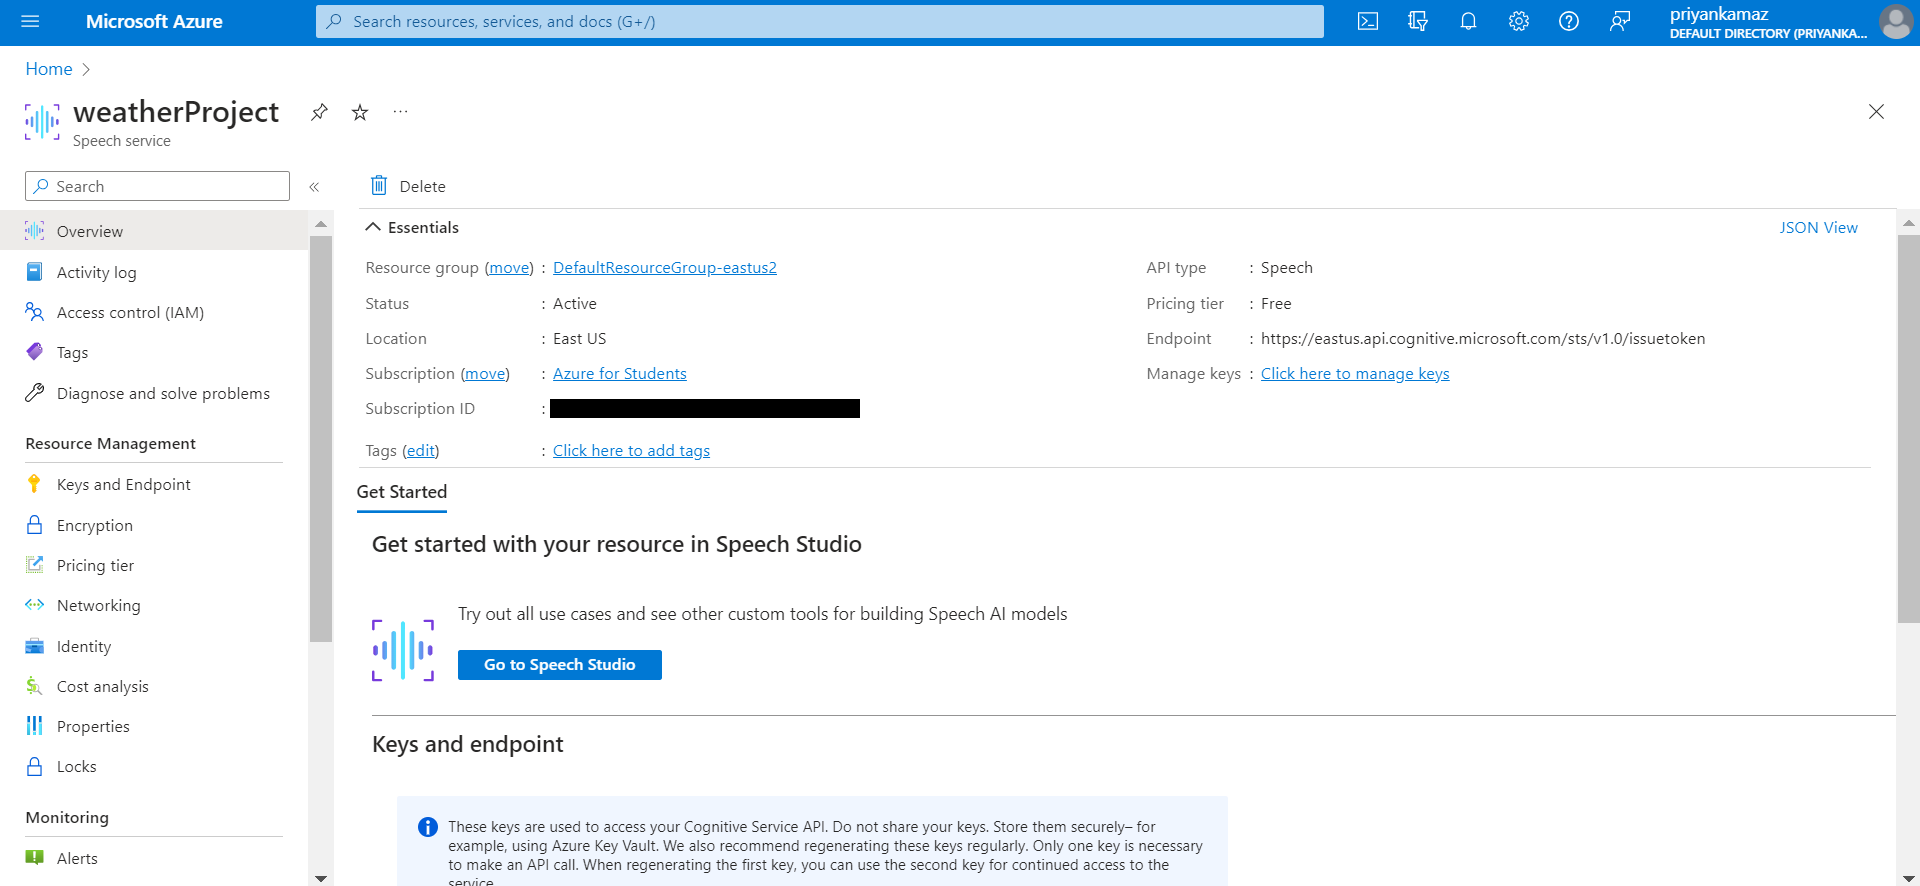 Microsoft Azure
Search resources, services, and docs (G+/)
priyankamaz
DEFAULT DIRECTORY (PRIYANKA...
Home
weatherProject
Speech service
Search
Delete
Overview
Activity log
Access control (IAM)
Tags
Diagnose and solve problems
Resource Management
Keys and Endpoint
Encryption
Pricing tier
Networking
Identity
Cost analysis
Properties
Locks
Monitoring
Alerts
Essentials
JSON View
Resource group (move) : DefaultResourceGroup-eastus2
Status : Active
Location : East US
Subscription (move) : Azure for Students
Subscription ID :
Tags (edit) : Click here to add tags
API type : Speech
Pricing tier : Free
Endpoint : https://eastus.api.cognitive.microsoft.com/sts/v1.0/issuetoken
Manage keys : Click here to manage keys
Get Started
Get started with your resource in Speech Studio
Try out all use cases and see other custom tools for building Speech AI models
Go to Speech Studio
Keys and endpoint
These keys are used to access your Cognitive Service API. Do not share your keys. Store them securely– for
example, using Azure Key Vault. We also recommend regenerating these keys regularly. Only one key is necessary
to make an API call. When regenerating the first key, you can use the second key for continued access to the
service.